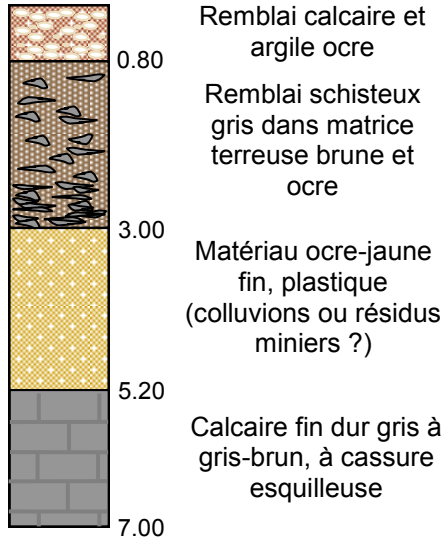 Remblai calcaire et
argile ocre
0.80
Remblai schisteux
gris dans matrice
terreuse brune et
ocre
3.00
Matériau ocre-jaune
fin, plastique
(colluvions ou résidus
miniers ?)
5.20
Calcaire fin dur gris à
gris-brun, à cassure
esquilleuse
7.00